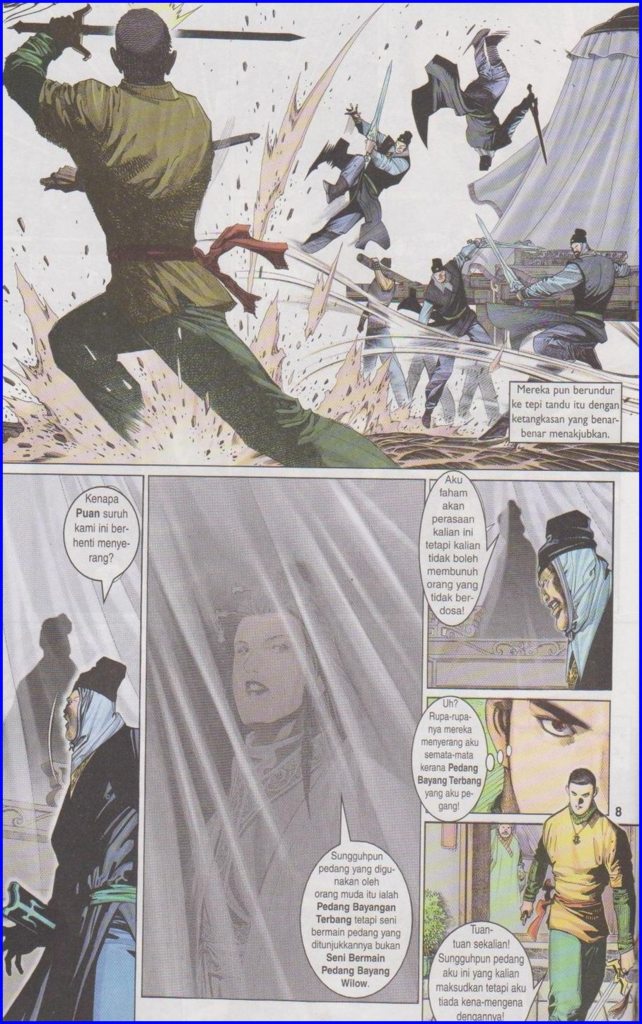 Mereka pun berundur
ke tepi tandu itu dengan
ketangkasan yang benar-
benar menakjubkan.
Kenapa
Puan suruh
kami ini ber-
henti menye-
rang?
Sungguhpun
pedang yang digu-
nakan oleh
orang muda itu ialah
Pedang Bayangan
Terbang tetapi seni
bermain pedang yang
ditunjukkannya bukan
Seni Bermain
Pedang Bayang
Wilow.
Aku
faham
akan
perasaan
kalian ini
tetapi kalian
tidak boleh
membunuh
orang yang
tidak ber-
dosa!
Uh?
Rupa-rupa-
nya mereka
menyerang aku
semata-mata
kerana Pedang
Bayang Terbang
yang aku pe-
gang!
8
Tuan-
tuan sekalian!
Sungguhpun pedang
aku ini yang kalian
maksudkan tetapi aku
tiada kena-mengena
dengannya!